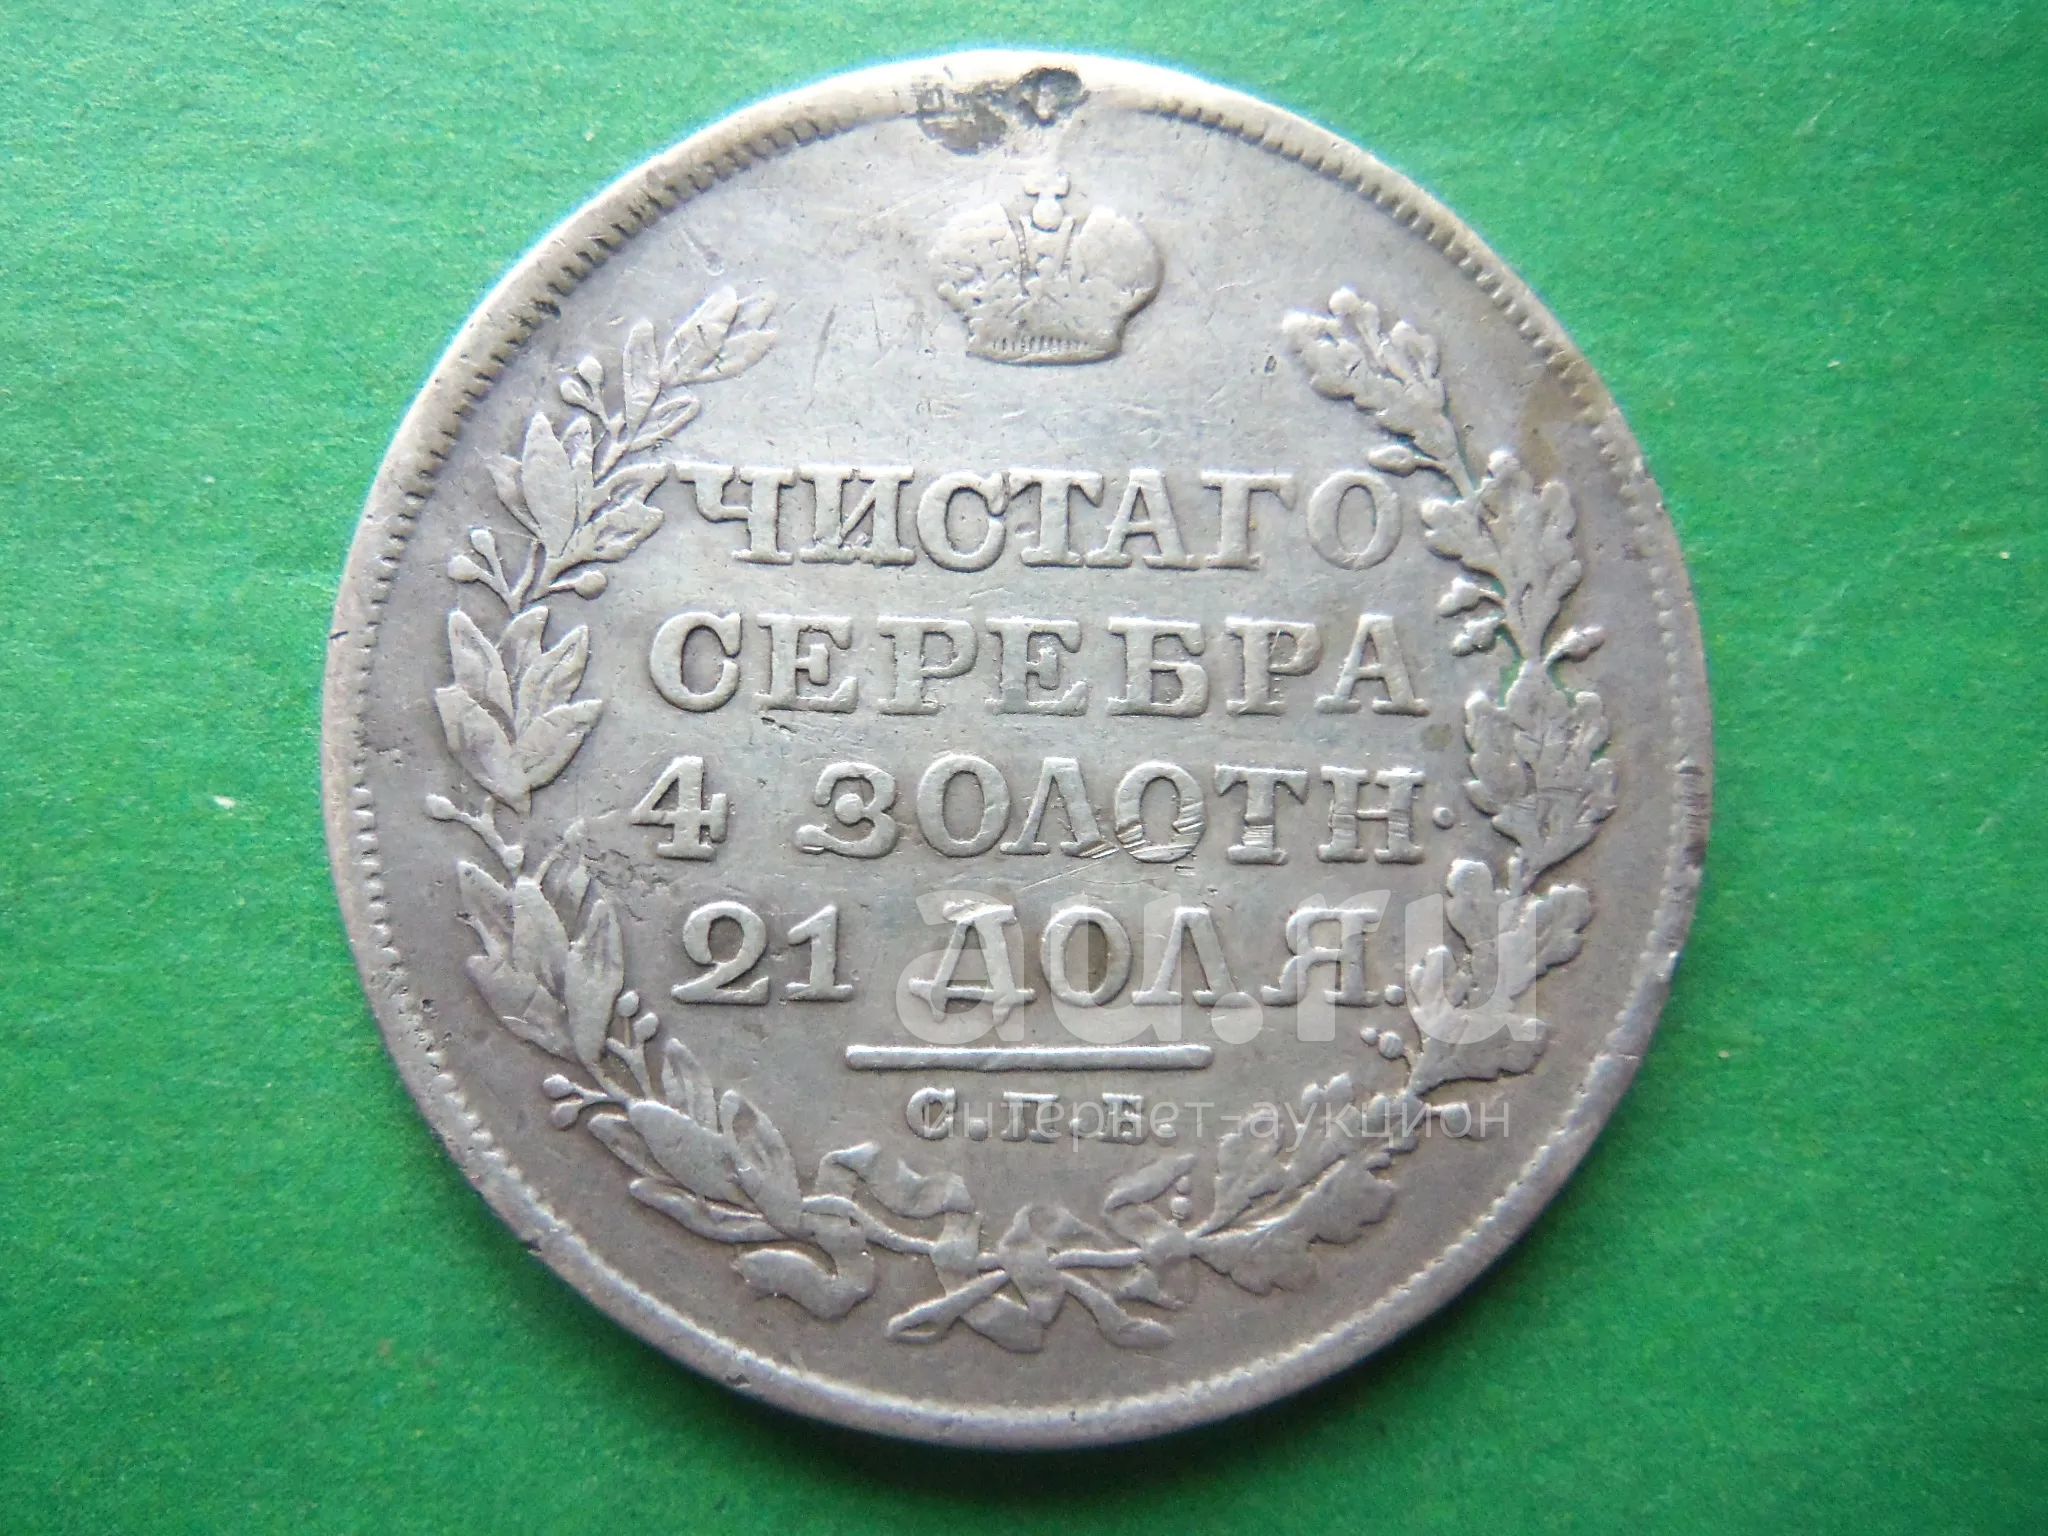 ЧИСТАГО
СЕРЕБРА
4 ЗОЛОТН.
21 ДОЛЯ.
С.П.Б.
au.ru
интернет-аукцион